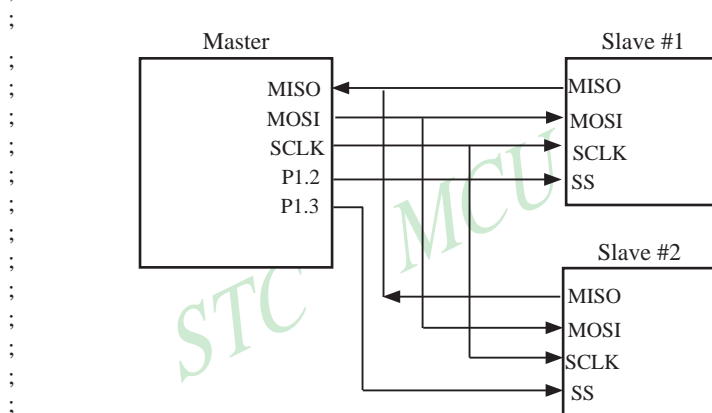 ;
;
;
;
;
;
;
;
;
;
;
;
;
;
Master
MISO
MOSI
SCLK
P1.2
P1.3
Slave #1
MISO
MOSI
SCLK
SS
Slave #2
MISO
MOSI
SCLK
SS
STC MCU